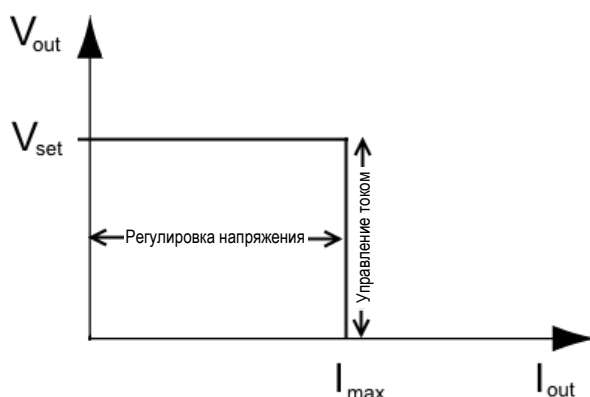 Vout
Vset
Регулировка напряжения
Управление током
Imax
Iout